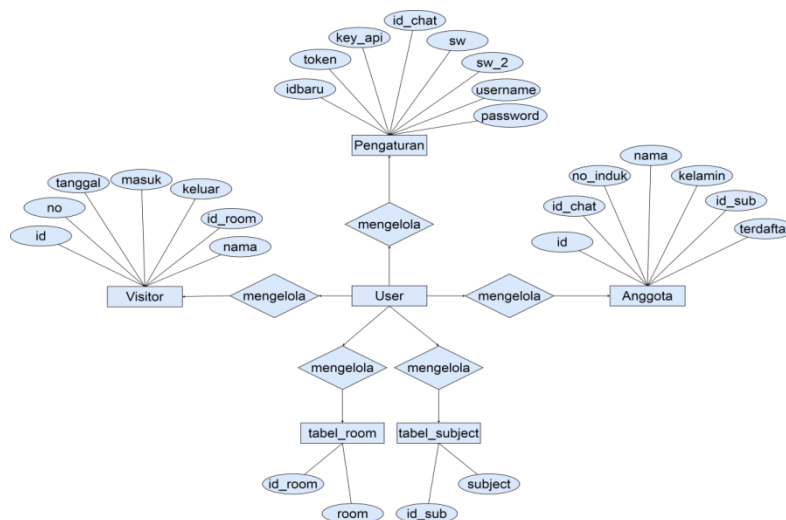 id_chat
key_api
sw
token
sw_2
idbaru
username
password
Pengaturan
nama
masuk
tanggal
keluar
no_induk
kelamin
no
id_room
id_chat
id_sub
id
nama
id
terdafta
mengelola
Visitor
mengelola
User
mengelola
Anggota
mengelola
mengelola
tabel_room
tabel_subject
id_room
subject
room
id_sub